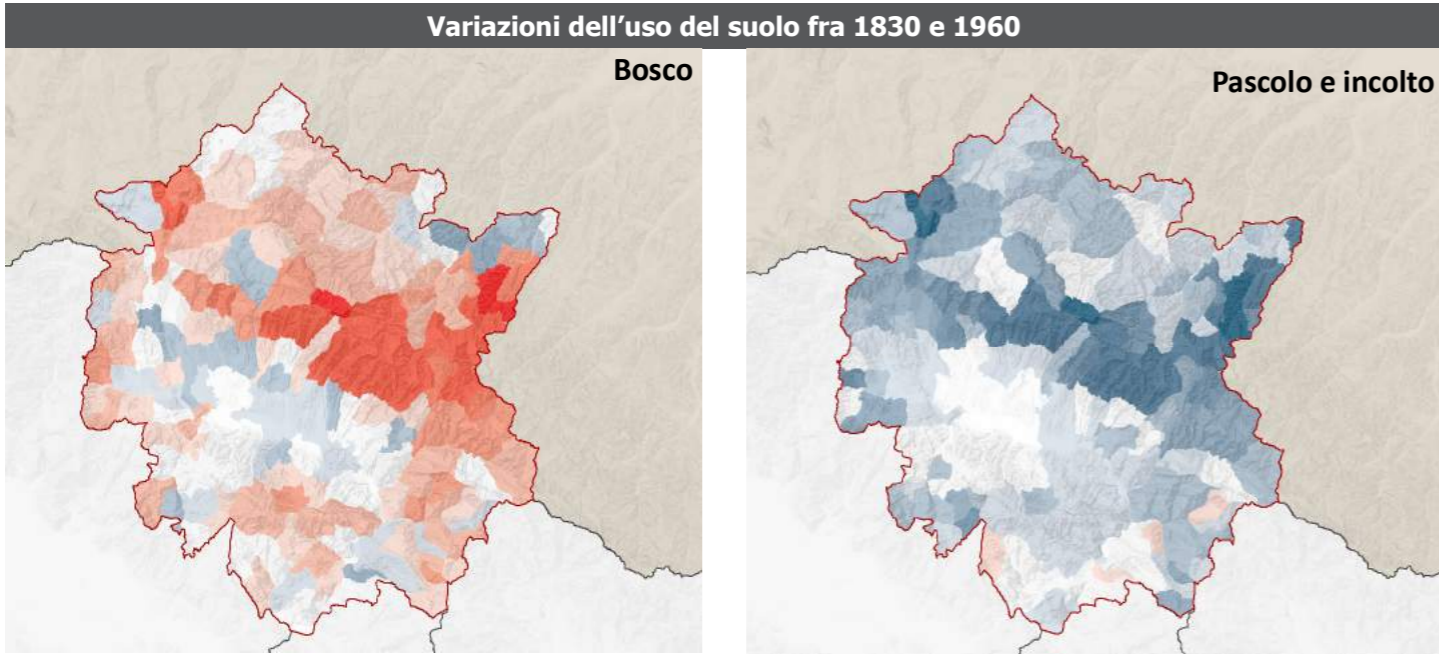 Variazioni dell’uso del suolo fra 1830 e 1960
Bosco
Pascolo e incolto